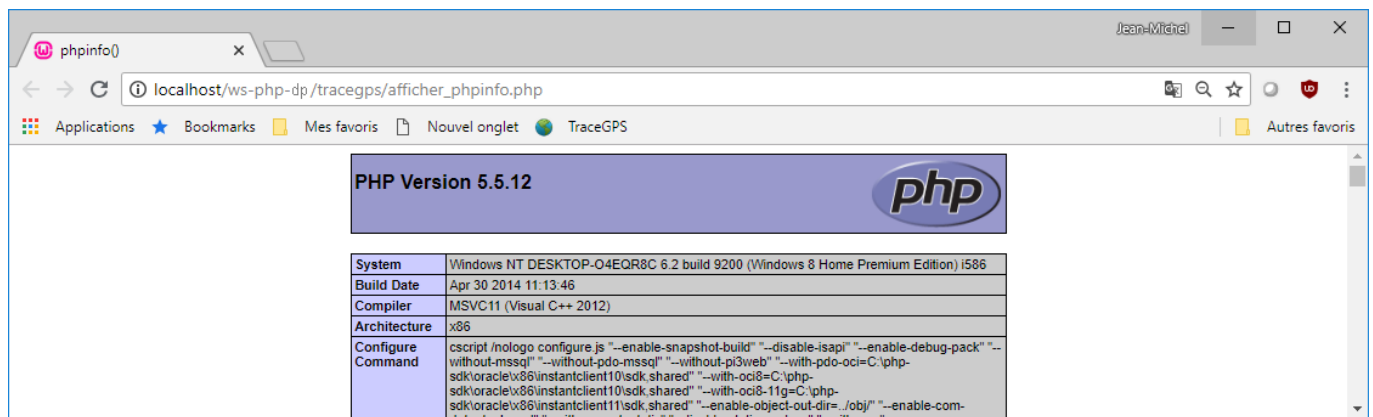 Jean-Michel
phpinfo()
localhost/ws-php-dp/tracegps/afficher_phpinfo.php
Applications Bookmarks Mes favoris Nouvel onglet TraceGPS Autres favoris
PHP Version 5.5.12
php
System Windows NT DESKTOP-O4EQR8C 6.2 build 9200 (Windows 8 Home Premium Edition) i586
Build Date Apr 30 2014 11:13:46
Compiler MSVC11 (Visual C++ 2012)
Architecture x86
Configure cscript /nologo configure.js "--enable-snapshot-build" "--disable-isapi" "--enable-debug-pack" "--
Command without-mssql" "--without-pdo-mssql" "--without-pi3web" "--with-pdo-oci=C:\php-
sdk\oracle\x86\instantclient10\sdk,shared" "--with-oci8=C:\php-
sdk\oracle\x86\instantclient10\sdk,shared" "--with-oci8-11g=C:\php-
sdk\oracle\x86\instantclient11\sdk,shared" "--enable-object-out-dir=../obj/" "--enable-com-